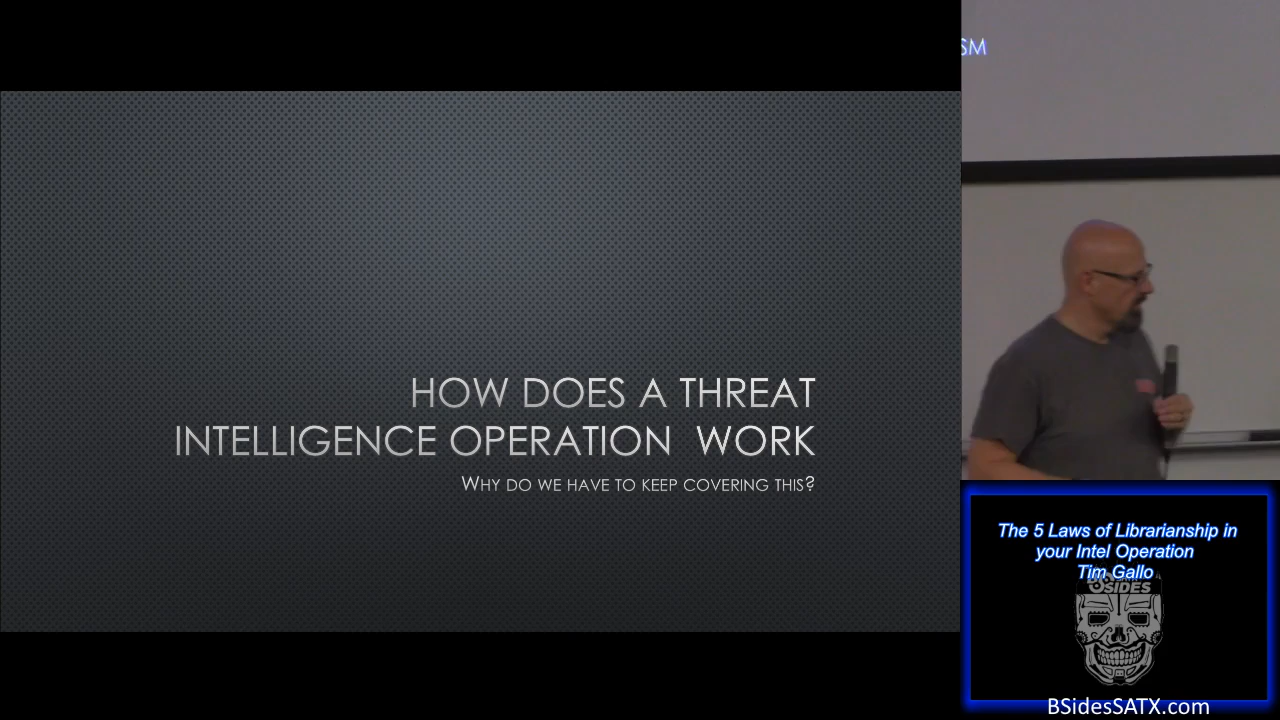 HOW DOES A THREAT
INTELLIGENCE OPERATION WORK
WHY DO WE HAVE TO KEEP COVERING THIS?
SM
The 5 Laws of Librarianship in
your Intel Operation
Tim Gallo
BSIDES
BSidesSATX.com